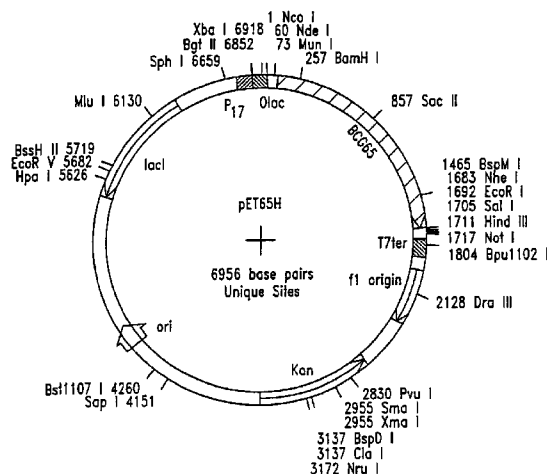 1 Nco I
Xba I 6918
60 Nde I
Bgt II 6852
73 Mun I
257 BamH I
Sph I 6659
P17
Olac
Mlu I 6130
857 Sac II
BCG65
BssH II 5719
EcoR V 5682
Hpa I 5626
lacI
1465 BspM I
1683 Nhe I
1692 EcoR I
1705 Sal I
1711 Hind III
1717 Not I
1804 Bpu1102 I
pET65H
T7ter
6956 base pairs
Unique Sites
f1 origin
2128 Dra III
ori
Kan
Bst1107 I 4260
Sap I 4151
2830 Pvu I
2955 Sma I
2955 Xma I
3137 BspD I
3137 Cla I
3172 Nru I